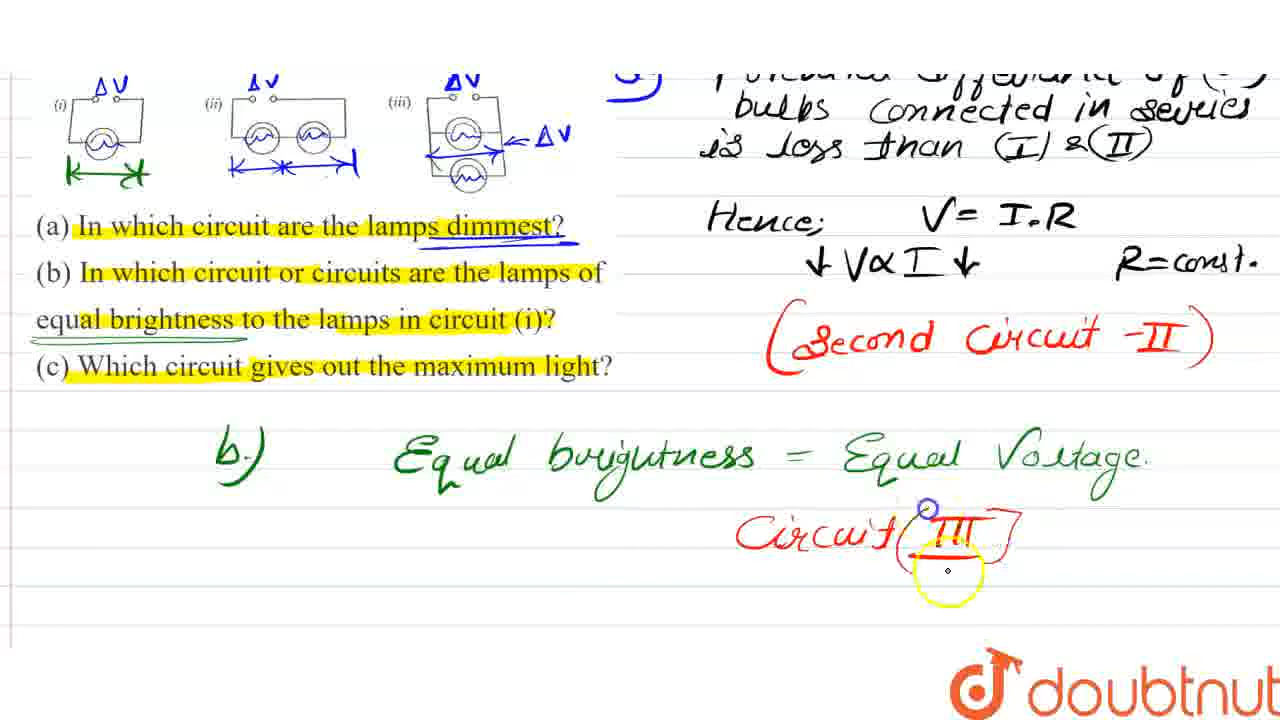 ΔV ΔV ΔV
(i) (ii) (iii)
ΔV
(a) In which circuit are the lamps dimmest?
(b) In which circuit or circuits are the lamps of
equal brightness to the lamps in circuit (i)?
(c) Which circuit gives out the maximum light?
bulbs connected in series
is less than (I) & (II)
Hence; V = I.R
↓ V∝ I ↓ R = const.
(Second circuit - II)
b.) Equal brigutness = Equal Voltage.
Circuit (III)
doubtnut